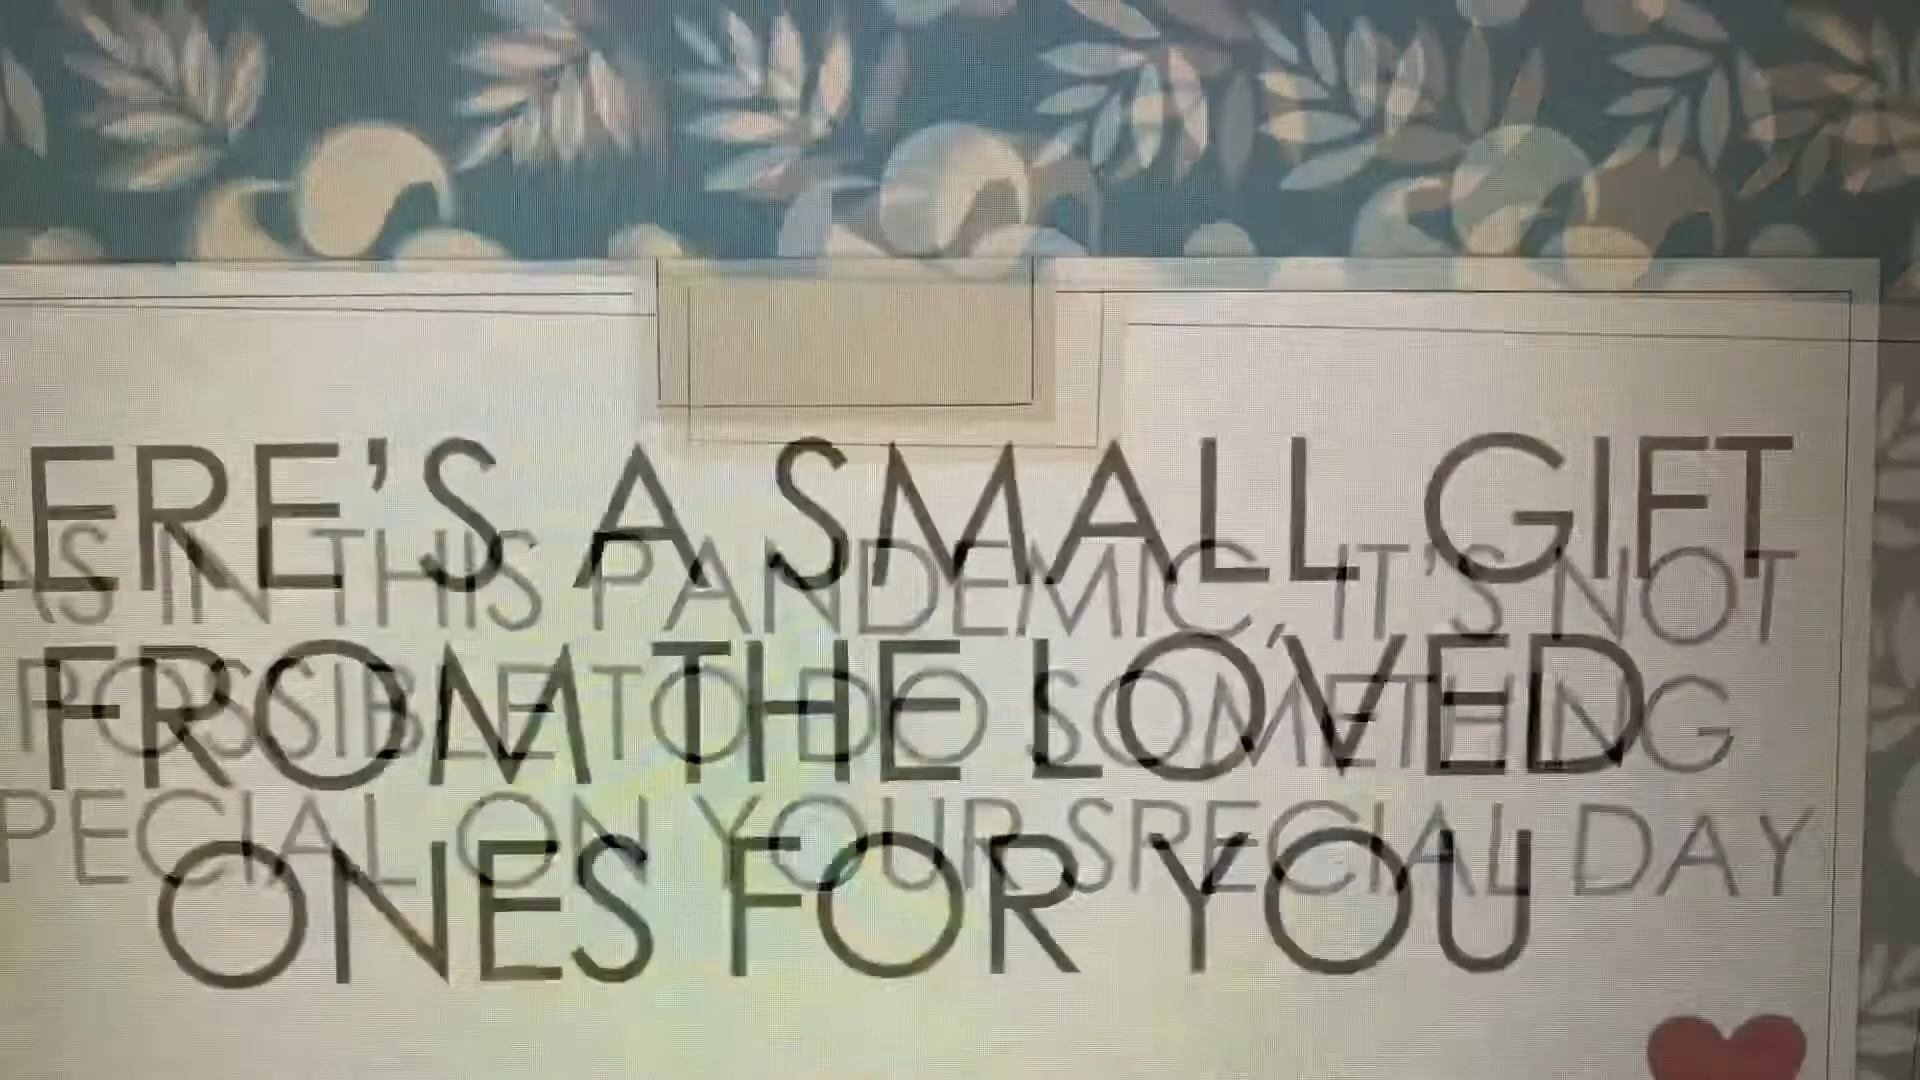 ERE'S A SMALL GIFT
FROM THE LOVED
ONES FOR YOU
AS IN THIS PANDEMIC, IT'S NOT
POSSIBLE TO DO SOMETHING
PECIAL ON YOUR SPECIAL DAY